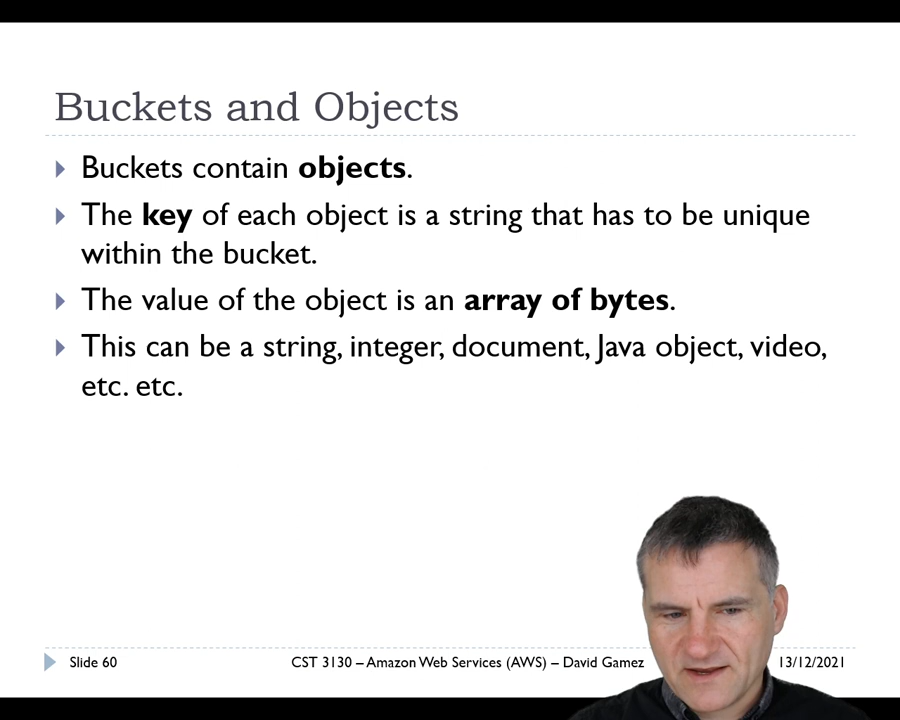 Buckets and Objects
Buckets contain objects.
The key of each object is a string that has to be unique
within the bucket.
The value of the object is an array of bytes.
This can be a string, integer, document, Java object, video,
etc. etc.
Slide 60
CST 3130 – Amazon Web Services (AWS) – David Gamez
13/12/2021